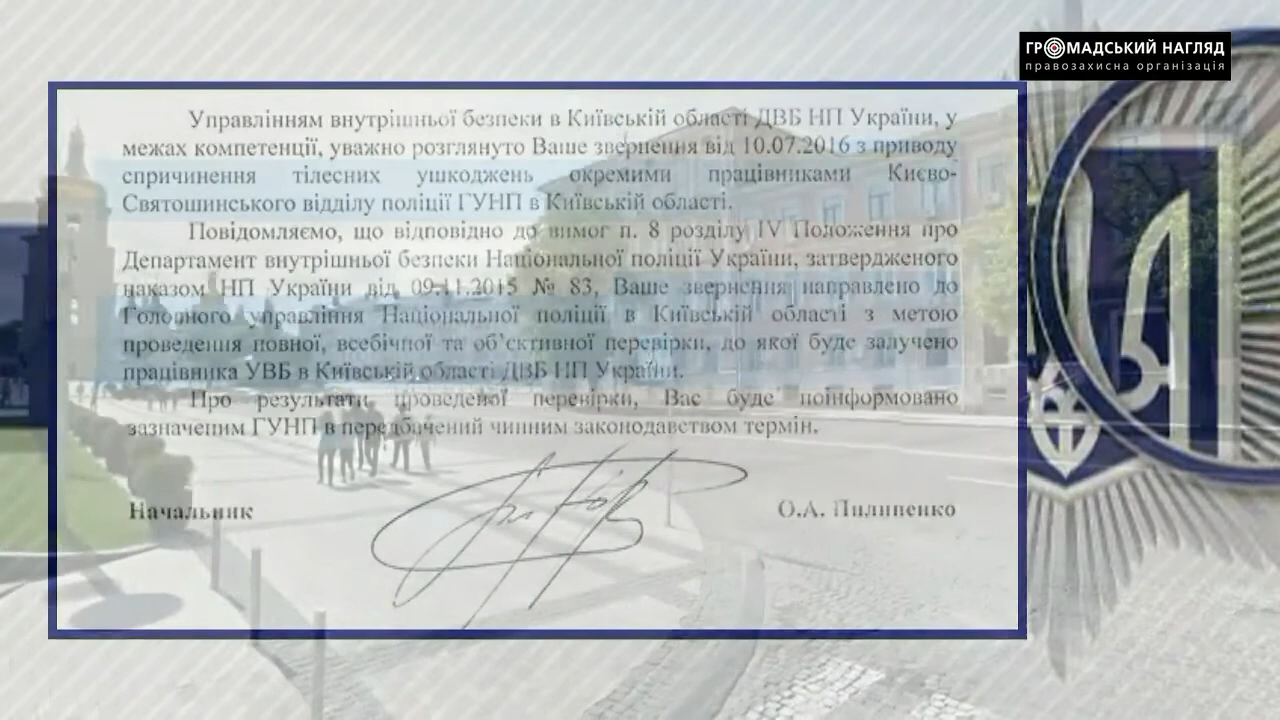 ГРОМАДСЬКИЙ НАГЛЯД
правозахисна організація
Управлінням внутрішньої безпеки в Київській області ДВБ НП України, у
межах компетенції, уважно розглянуто Ваше звернення від 10.07.2016 з приводу
спричинення тілесних ушкоджень окремими працівниками Києво-
Святошинського відділу поліції ГУНП в Київській області.
Повідомляємо, що відповідно до вимог п. 8 розділу IV Положення про
Департамент внутрішньої безпеки Національної поліції України, затвердженого
наказом НП України від 09.11.2015 № 83, Ваше звернення направлено до
Головного управління Національної поліції в Київській області з метою
проведення повної, всебічної та об'єктивної перевірки, до якої буде залучено
працівника УВБ в Київській області ДВБ НП України.
Про результати проведеної перевірки, Вас буде поінформовано
зазначеним ГУНП в передбачений чинним законодавством термін.
Начальник О.А. Пилипенко